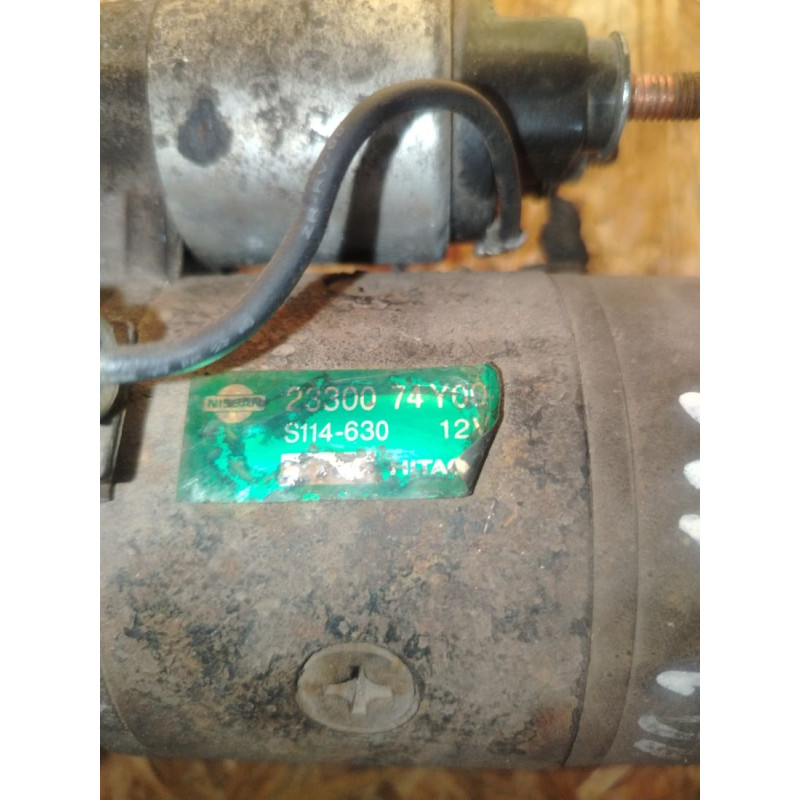 NISSAN
23300 74Y00
S114-630 12V
HITAC